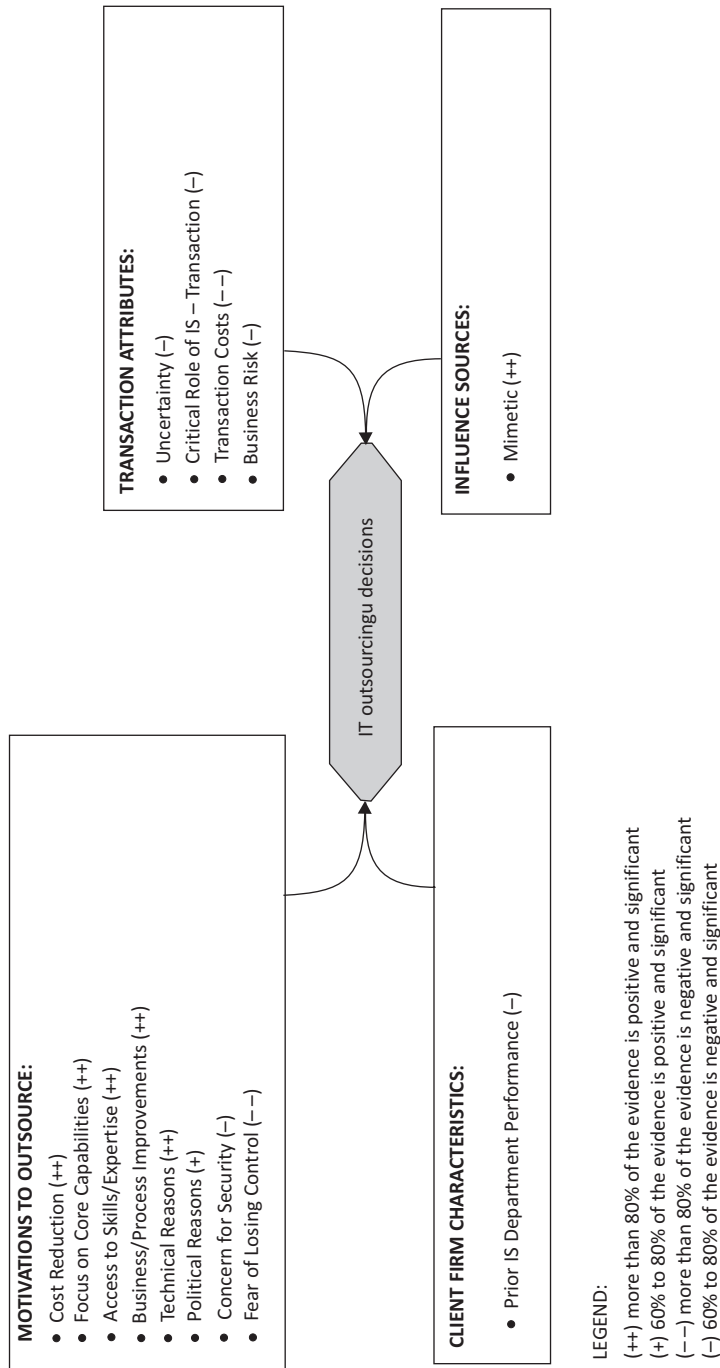 MOTIVATIONS TO OUTSOURCE:
● Cost Reduction (++)
● Focus on Core Capabilities (++)
● Access to Skills/Expertise (++)
● Business/Process Improvements (++)
● Technical Reasons (++)
● Political Reasons (+)
● Concern for Security (–)
● Fear of Losing Control (– –)
TRANSACTION ATTRIBUTES:
● Uncertainty (–)
● Critical Role of IS – Transaction (–)
● Transaction Costs (– –)
● Business Risk (–)
IT outsourcingu decisions
CLIENT FIRM CHARACTERISTICS:
● Prior IS Department Performance (–)
INFLUENCE SOURCES:
● Mimetic (++)
LEGEND:
(++) more than 80% of the evidence is positive and significant
(+) 60% to 80% of the evidence is positive and significant
(– –) more than 80% of the evidence is negative and significant
(–) 60% to 80% of the evidence is negative and significant